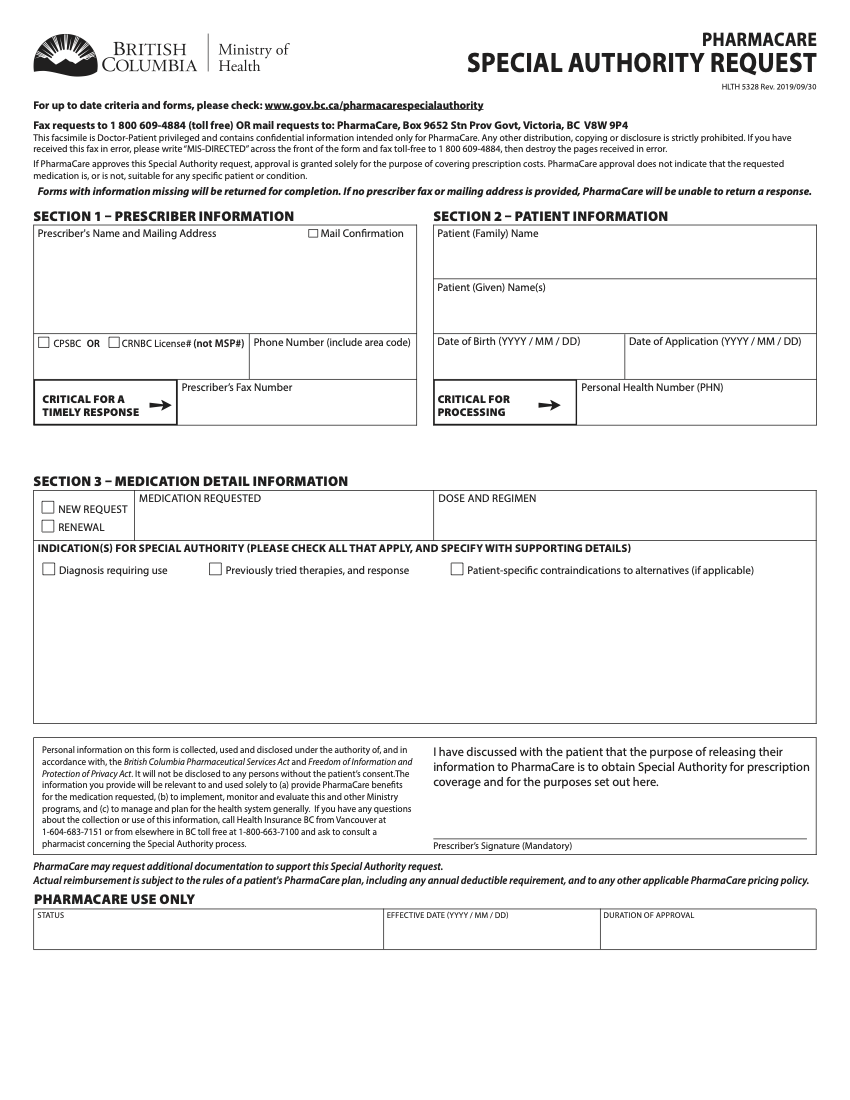 BRITISH
COLUMBIA
Ministry of
Health
PHARMACARE
SPECIAL AUTHORITY REQUEST
HLTH 5328 Rev. 2019/09/30
For up to date criteria and forms, please check: www.gov.bc.ca/pharmacarespecialauthority
Fax requests to 1 800 609-4884 (toll free) OR mail requests to: PharmaCare, Box 9652 Stn Prov Govt, Victoria, BC V8W 9P4
This facsimile is Doctor-Patient privileged and contains confidential information intended only for PharmaCare. Any other distribution, copying or disclosure is strictly prohibited. If you have
received this fax in error, please write "MIS-DIRECTED" across the front of the form and fax toll-free to 1 800 609-4884, then destroy the pages received in error.
If PharmaCare approves this Special Authority request, approval is granted solely for the purpose of covering prescription costs. PharmaCare approval does not indicate that the requested
medication is, or is not, suitable for any specific patient or condition.
Forms with information missing will be returned for completion. If no prescriber fax or mailing address is provided, PharmaCare will be unable to return a response.
SECTION 1 – PRESCRIBER INFORMATION
Prescriber's Name and Mailing Address
Mail Confirmation
CPSBC OR CRNBC License# (not MSP#)
Phone Number (include area code)
CRITICAL FOR A
TIMELY RESPONSE
Prescriber's Fax Number
SECTION 2 – PATIENT INFORMATION
Patient (Family) Name
Patient (Given) Name(s)
Date of Birth (YYYY / MM / DD)
Date of Application (YYYY / MM / DD)
CRITICAL FOR
PROCESSING
Personal Health Number (PHN)
SECTION 3 – MEDICATION DETAIL INFORMATION
NEW REQUEST
RENEWAL
MEDICATION REQUESTED
DOSE AND REGIMEN
INDICATION(S) FOR SPECIAL AUTHORITY (PLEASE CHECK ALL THAT APPLY, AND SPECIFY WITH SUPPORTING DETAILS)
Diagnosis requiring use
Previously tried therapies, and response
Patient-specific contraindications to alternatives (if applicable)
Personal information on this form is collected, used and disclosed under the authority of, and in
accordance with, the British Columbia Pharmaceutical Services Act and Freedom of Information and
Protection of Privacy Act. It will not be disclosed to any persons without the patient's consent.The
information you provide will be relevant to and used solely to (a) provide PharmaCare benefits
for the medication requested, (b) to implement, monitor and evaluate this and other Ministry
programs, and (c) to manage and plan for the health system generally. If you have any questions
about the collection or use of this information, call Health Insurance BC from Vancouver at
1-604-683-7151 or from elsewhere in BC toll free at 1-800-663-7100 and ask to consult a
pharmacist concerning the Special Authority process.
I have discussed with the patient that the purpose of releasing their
information to PharmaCare is to obtain Special Authority for prescription
coverage and for the purposes set out here.
Prescriber's Signature (Mandatory)
PharmaCare may request additional documentation to support this Special Authority request.
Actual reimbursement is subject to the rules of a patient's PharmaCare plan, including any annual deductible requirement, and to any other applicable PharmaCare pricing policy.
PHARMACARE USE ONLY
STATUS
EFFECTIVE DATE (YYYY / MM / DD)
DURATION OF APPROVAL